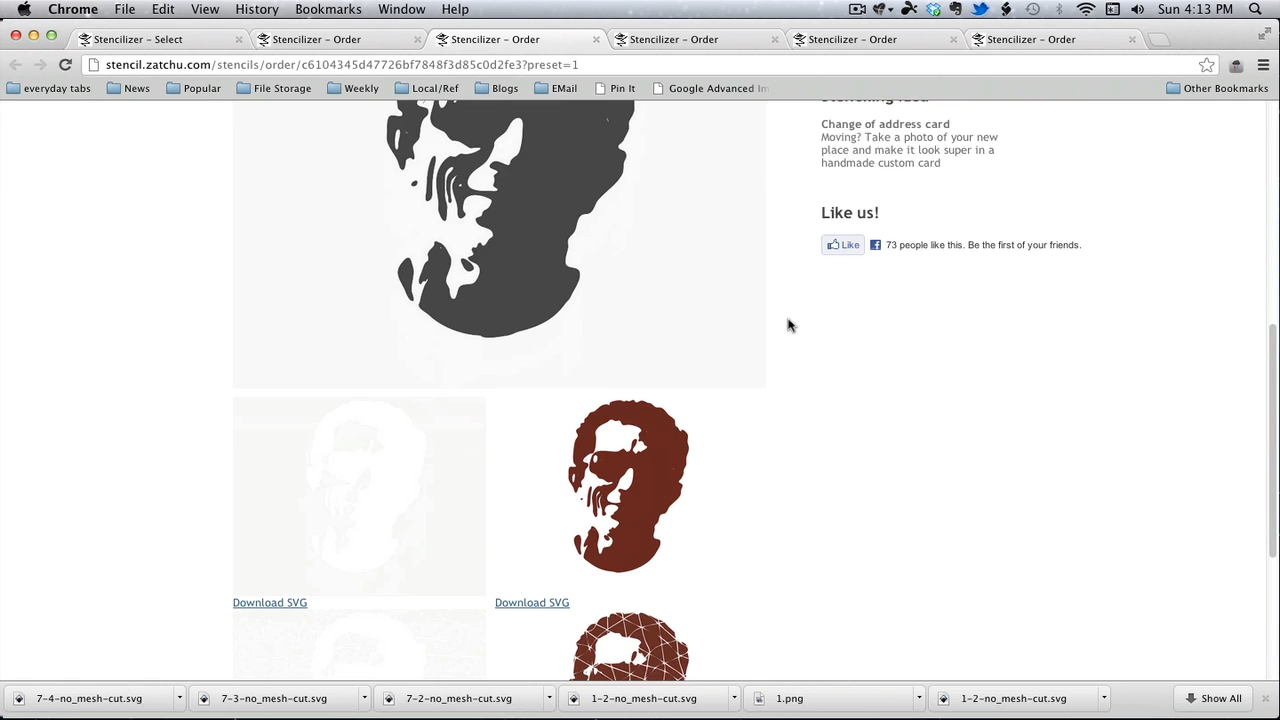 Chrome File Edit View History Bookmarks Window Help Sun 4:13 PM
Stencilizer – Select Stencilizer – Order Stencilizer – Order Stencilizer – Order Stencilizer – Order Stencilizer – Order
stencil.zatchu.com/stencils/order/c6104345d47726bf7848f3d85c0d2fe3?preset=1
everyday tabs News Popular File Storage Weekly Local/Ref Blogs EMail Pin It Google Advanced Im Other Bookmarks
Stenciling idea
Change of address card
Moving? Take a photo of your new
place and make it look super in a
handmade custom card
Like us!
Like 73 people like this. Be the first of your friends.
Download SVG Download SVG
7-4-no_mesh-cut.svg 7-3-no_mesh-cut.svg 7-2-no_mesh-cut.svg 1-2-no_mesh-cut.svg 1.png 1-2-no_mesh-cut.svg Show All